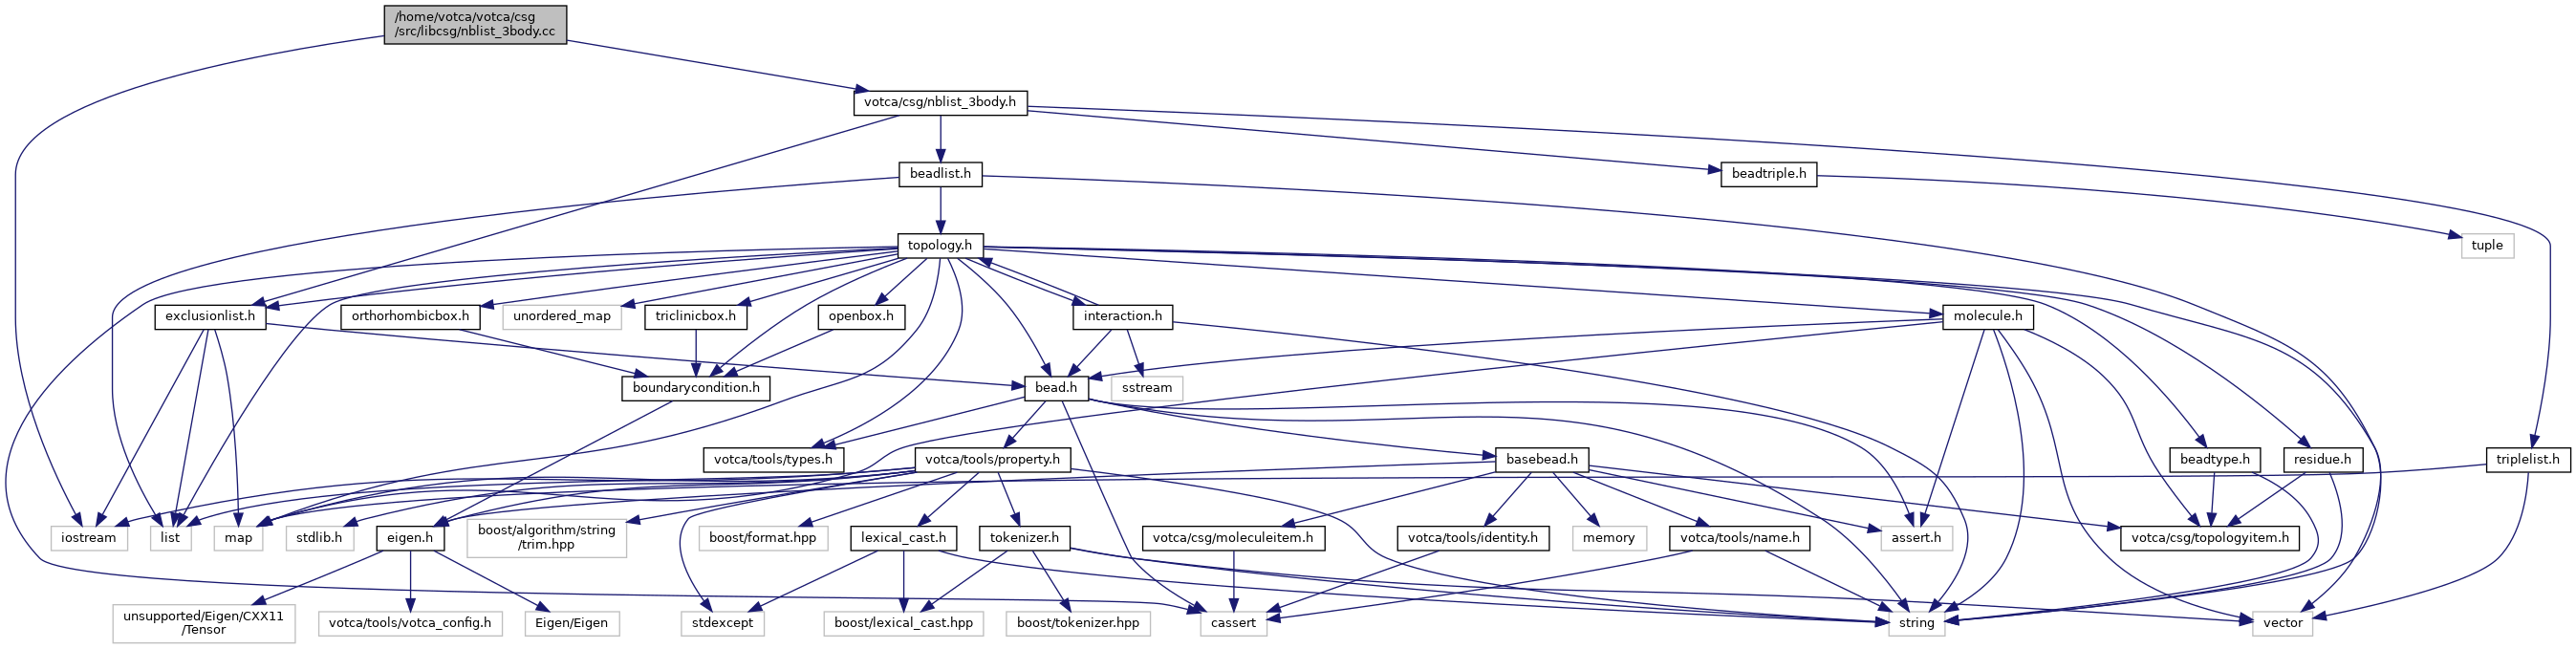 /home/votca/votca/csg
/src/libcsg/nblist_3body.cc
votca/csg/nblist_3body.h
beadlist.h
beadtriple.h
topology.h
tuple
exclusionlist.h
orthorhombicbox.h
unordered_map
triclinicbox.h
openbox.h
interaction.h
molecule.h
boundarycondition.h
bead.h
sstream
votca/tools/types.h
votca/tools/property.h
basebead.h
beadtype.h
residue.h
triplelist.h
iostream
list
map
stdlib.h
eigen.h
boost/algorithm/string
/trim.hpp
boost/format.hpp
lexical_cast.h
tokenizer.h
votca/csg/moleculeitem.h
votca/tools/identity.h
memory
votca/tools/name.h
assert.h
votca/csg/topologyitem.h
unsupported/Eigen/CXX11
/Tensor
votca/tools/votca_config.h
Eigen/Eigen
stdexcept
boost/lexical_cast.hpp
boost/tokenizer.hpp
cassert
string
vector